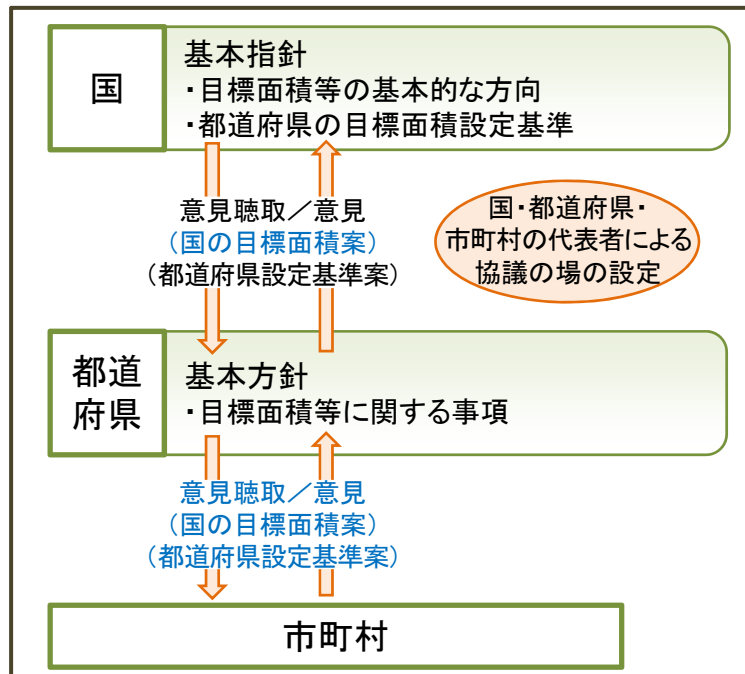 国
基本指針
・目標面積等の基本的な方向
・都道府県の目標面積設定基準
意見聴取／意見
（国の目標面積案）
（都道府県設定基準案）
国・都道府県・
市町村の代表者による
協議の場の設定
都道
府県
基本方針
・目標面積等に関する事項
意見聴取／意見
（国の目標面積案）
（都道府県設定基準案）
市町村